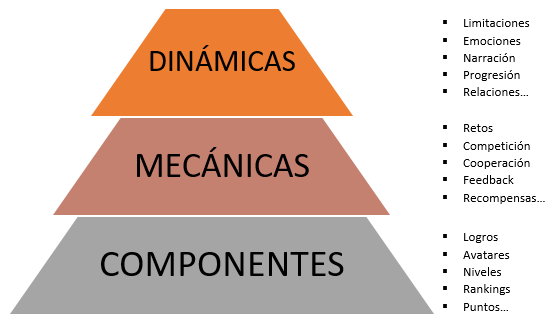 DINÁMICAS
▪ Limitaciones
▪ Emociones
▪ Narración
▪ Progresión
▪ Relaciones…
MECÁNICAS
▪ Retos
▪ Competición
▪ Cooperación
▪ Feedback
▪ Recompensas…
COMPONENTES
▪ Logros
▪ Avatares
▪ Niveles
▪ Rankings
▪ Puntos…